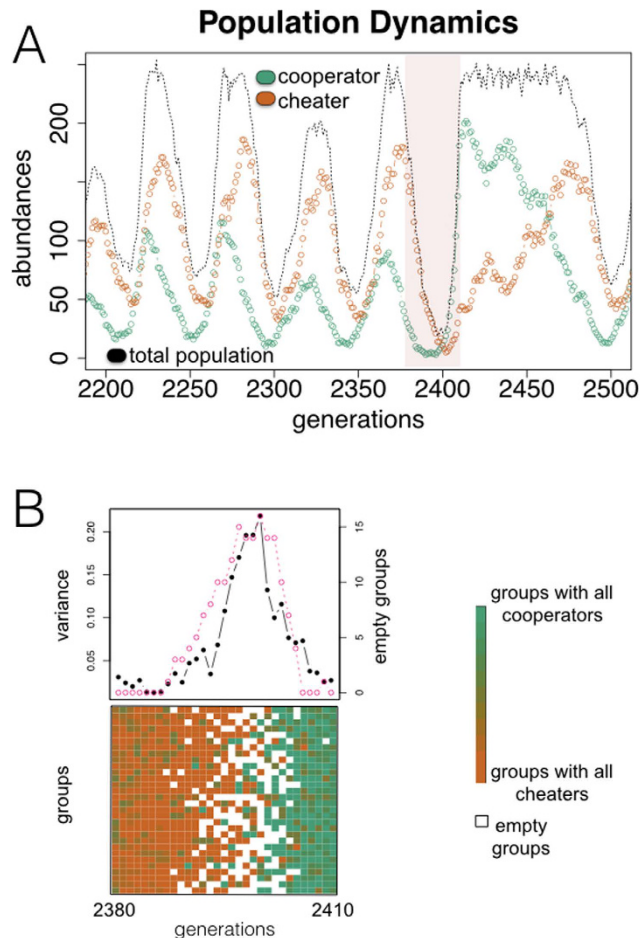 A
Population Dynamics
cooperator
cheater
abundances
200
100
50
0
total population
2200
2250
2300
2350
2400
2450
2500
generations
B
variance
0.20
0.15
0.10
0.05
15
10
5
0
empty groups
groups
2380
2410
generations
groups with all
cooperators
groups with all
cheaters
empty
groups